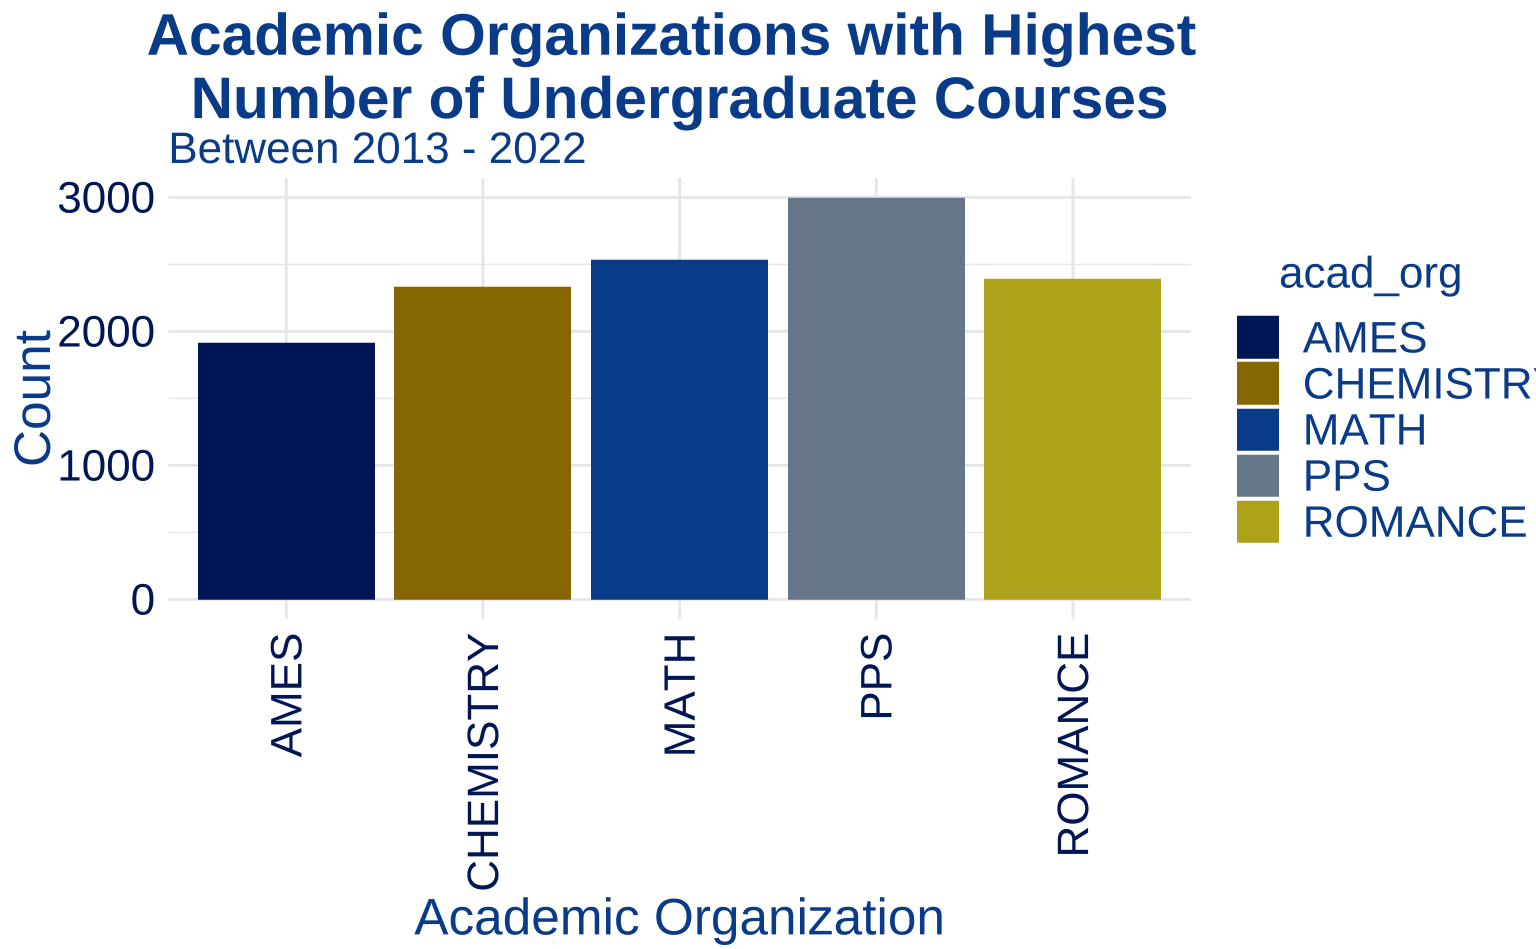 Academic Organizations with Highest
Number of Undergraduate Courses
Between 2013 - 2022
Count
3000
2000
1000
0
AMES
CHEMISTRY
MATH
PPS
ROMANCE
Academic Organization
acad_org
AMES
CHEMISTRY
MATH
PPS
ROMANCE